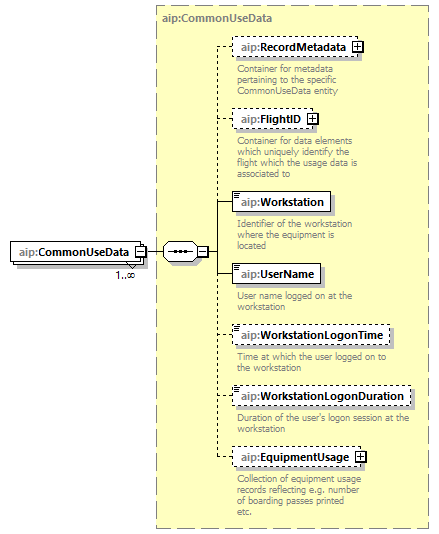 aip:CommonUseData
aip:RecordMetadata
Container for metadata
pertaining to the specific
CommonUseData entity
aip:FlightID
Container for data elements
which uniquely identify the
flight which the usage data is
associated to
aip:Workstation
Identifier of the workstation
where the equipment is
located
aip:CommonUseData
1..∞
aip:UserName
User name logged on at the
workstation
aip:WorkstationLogonTime
Time at which the user logged on to
the workstation
aip:WorkstationLogonDuration
Duration of the user's logon session at the
workstation
aip:EquipmentUsage
Collection of equipment usage
records reflecting e.g. number
of boarding passes printed
etc.